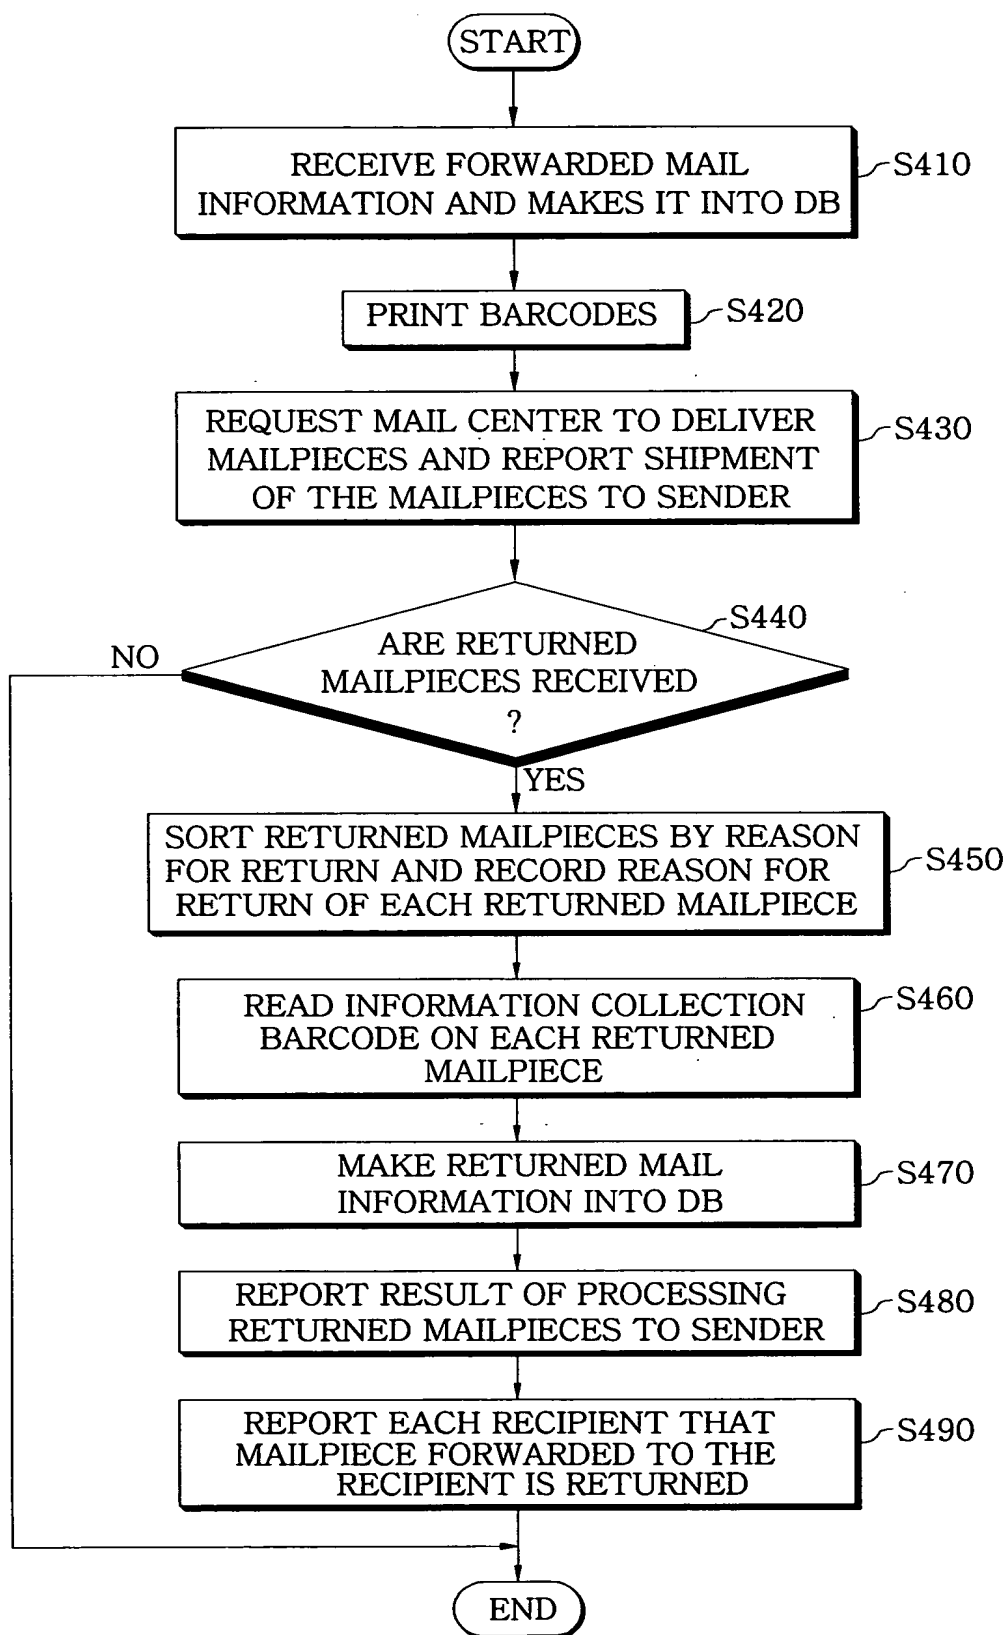 START
RECEIVE FORWARDED MAIL
INFORMATION AND MAKES IT INTO DB
S410
PRINT BARCODES
S420
REQUEST MAIL CENTER TO DELIVER
MAILPIECES AND REPORT SHIPMENT
OF THE MAILPIECES TO SENDER
S430
ARE RETURNED
MAILPIECES RECEIVED
?
S440
NO
YES
SORT RETURNED MAILPIECES BY REASON
FOR RETURN AND RECORD REASON FOR
RETURN OF EACH RETURNED MAILPIECE
S450
READ INFORMATION COLLECTION
BARCODE ON EACH RETURNED
MAILPIECE
S460
MAKE RETURNED MAIL
INFORMATION INTO DB
S470
REPORT RESULT OF PROCESSING
RETURNED MAILPIECES TO SENDER
S480
REPORT EACH RECIPIENT THAT
MAILPIECE FORWARDED TO THE
RECIPIENT IS RETURNED
S490
END